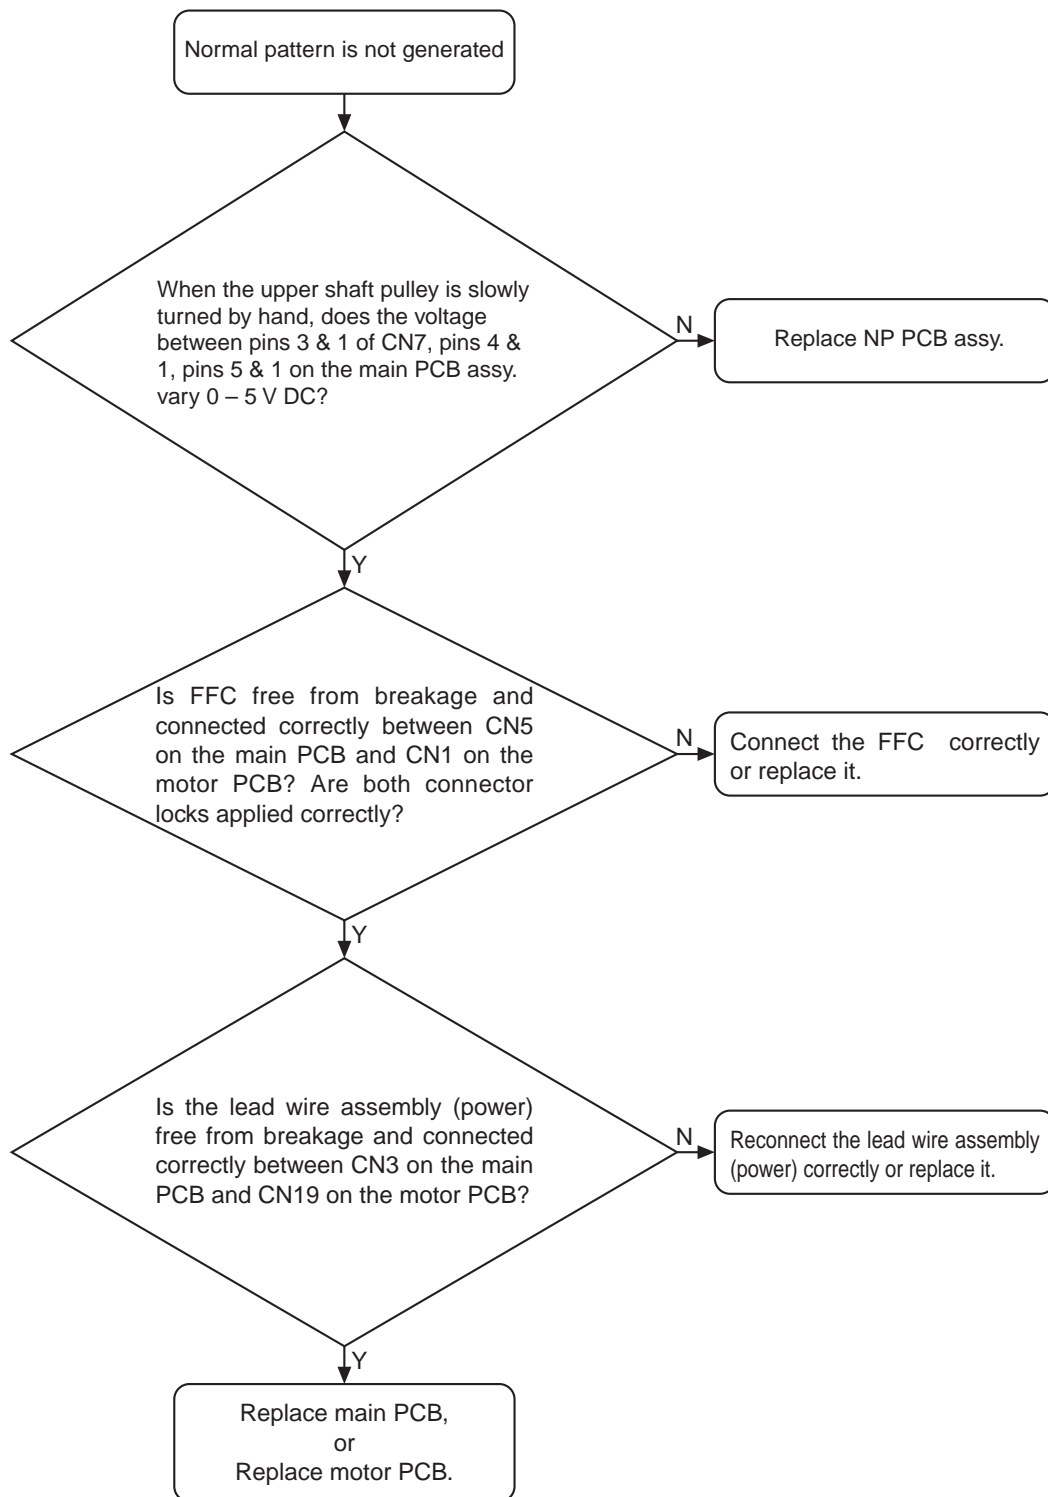 Normal pattern is not generated
When the upper shaft pulley is slowly
turned by hand, does the voltage
between pins 3 & 1 of CN7, pins 4 &
1, pins 5 & 1 on the main PCB assy.
vary 0 – 5 V DC?
N
Replace NP PCB assy.
Y
Is FFC free from breakage and
connected correctly between CN5
on the main PCB and CN1 on the
motor PCB? Are both connector
locks applied correctly?
N
Connect the FFC correctly
or replace it.
Y
Is the lead wire assembly (power)
free from breakage and connected
correctly between CN3 on the main
PCB and CN19 on the motor PCB?
N
Reconnect the lead wire assembly
(power) correctly or replace it.
Y
Replace main PCB,
or
Replace motor PCB.